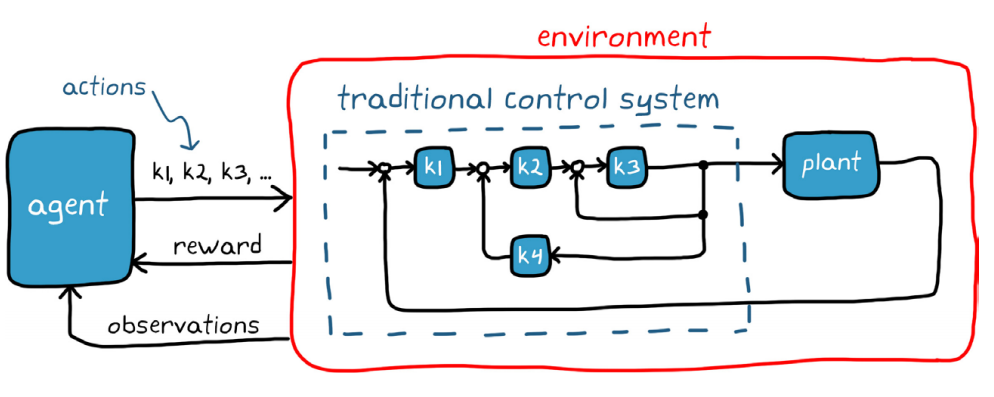 environment
actions
traditional control system
k1, k2, k3, ...
agent
k1
k2
k3
plant
reward
k4
observations